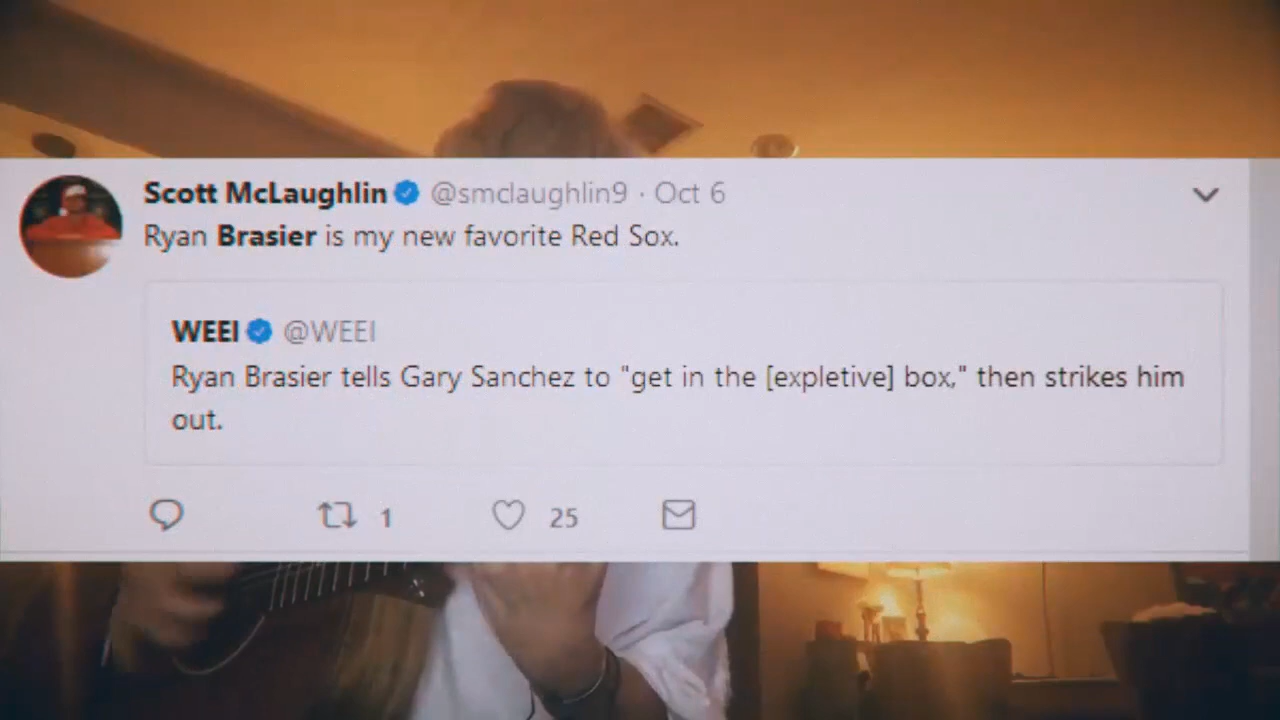 Scott McLaughlin @smclaughlin9 · Oct 6
Ryan Brasier is my new favorite Red Sox.
WEEI @WEEI
Ryan Brasier tells Gary Sanchez to "get in the [expletive] box," then strikes him
out.
1 25